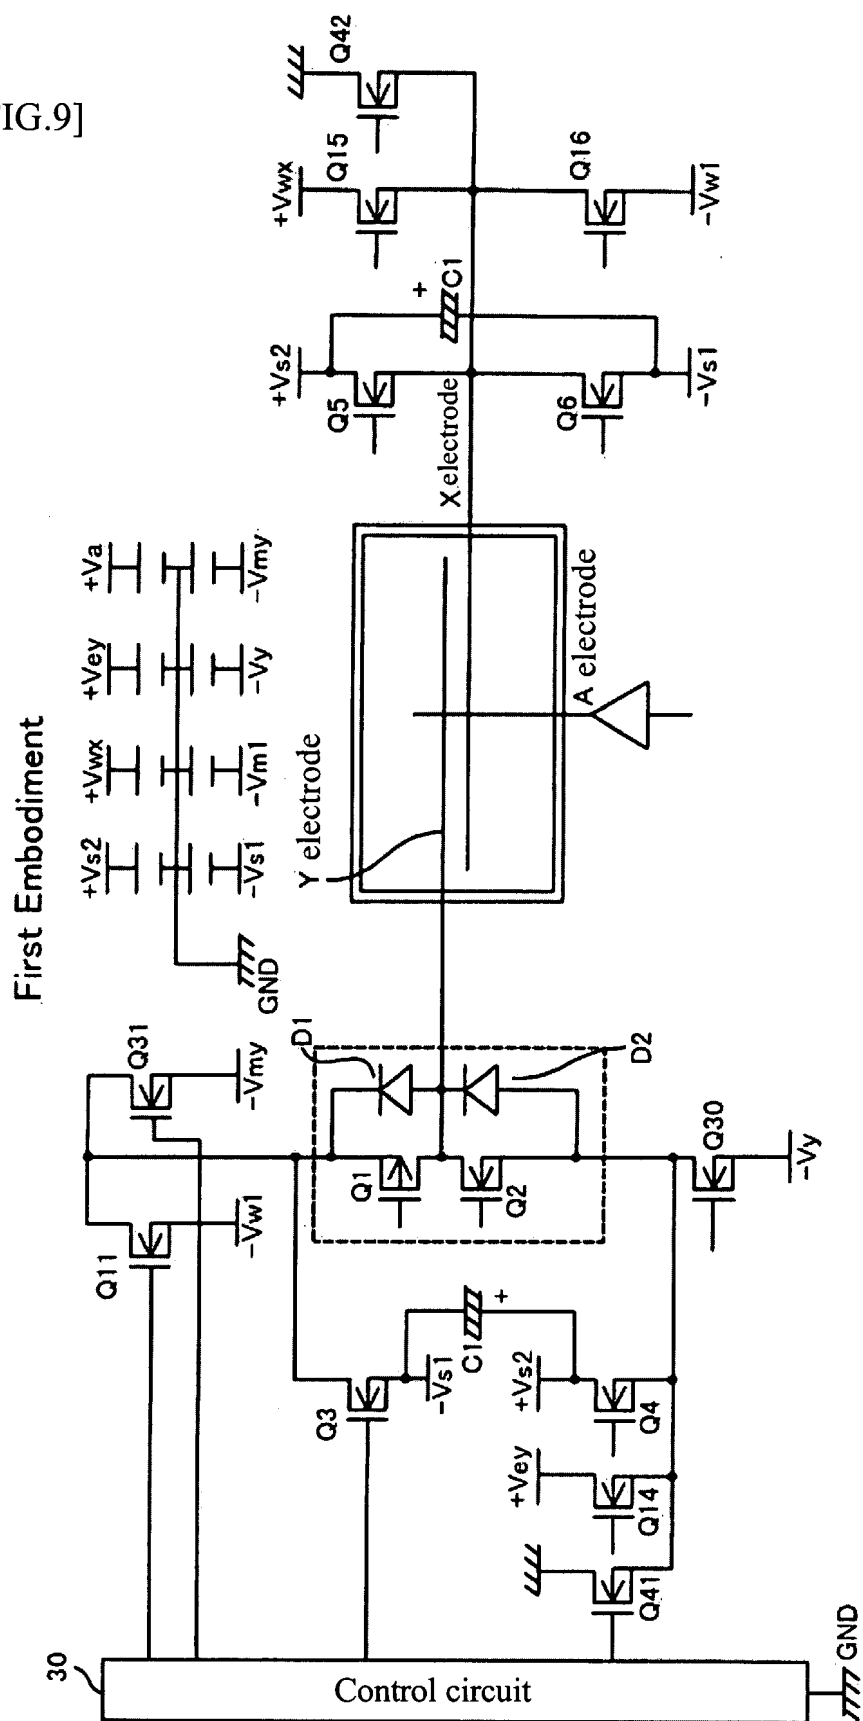 IG.9]
First Embodiment
+Vs2
+Vwx
+Vey
+Va
-Vs1
-Vm1
-Vy
-Vmy
GND
Q42
+Vwx
Q15
Q16
-Vw1
+
C1
+Vs2
Q5
Q6
-Vs1
X electrode
Y electrode
A electrode
Q31
-Vmy
Q11
-Vw1
D1
D2
Q1
Q2
Q30
-Vy
Q3
-Vs1
C1
+
+Vs2
Q4
+Vey
Q14
Q41
30
Control circuit
GND